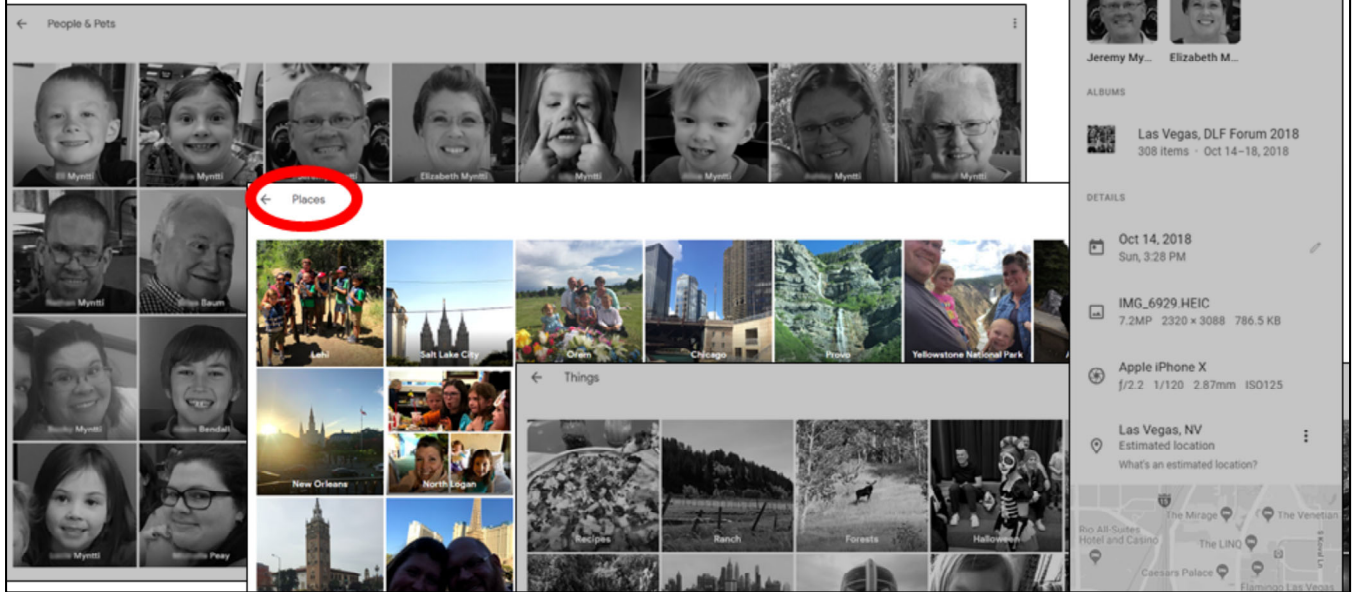 ← People & Pets
Myntti
Myntti
Myntti
Elizabeth Myntti
Myntti
Myntti
Myntti
Myntti
Myntti
Baum
Myntti
Bendall
Myntti
Peay
← Places
Lehi
Salt Lake City
Orem
Chicago
Provo
Yellowstone National Park
New Orleans
North Logan
← Things
Recipes
Ranch
Forests
Halloween
Jeremy My...
Elizabeth M...
ALBUMS
Las Vegas, DLF Forum 2018
308 items · Oct 14–18, 2018
DETAILS
Oct 14, 2018
Sun, 3:28 PM
IMG_6929.HEIC
7.2MP 2320 × 3088 786.5 KB
Apple iPhone X
ƒ/2.2 1/120 2.87mm ISO125
Las Vegas, NV
Estimated location
What's an estimated location?
The Mirage
The Venetian
Rio All-Suites
Hotel and Casino
The LINQ
Caesars Palace
Flamingo Las Vegas